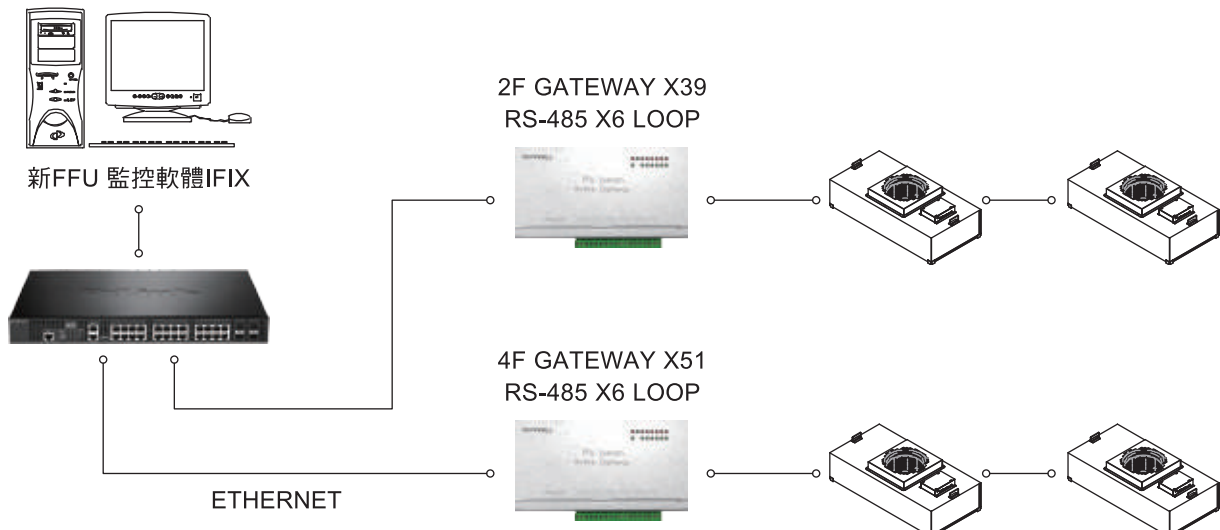 2F GATEWAY X39
RS-485 X6 LOOP
新FFU 監控軟體IFIX
4F GATEWAY X51
RS-485 X6 LOOP
ETHERNET